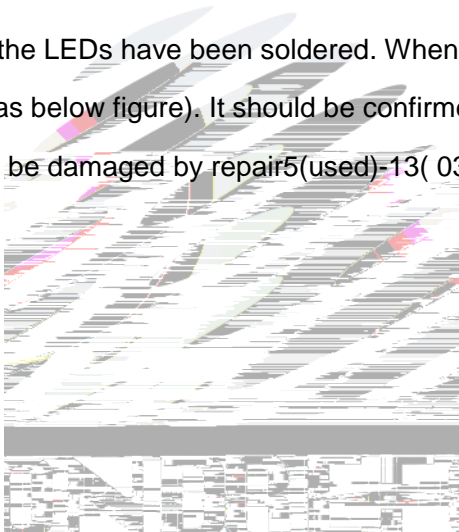 the LEDs have been soldered. When
as below figure). It should be confirme
be damaged by repair5(used)-13( 03